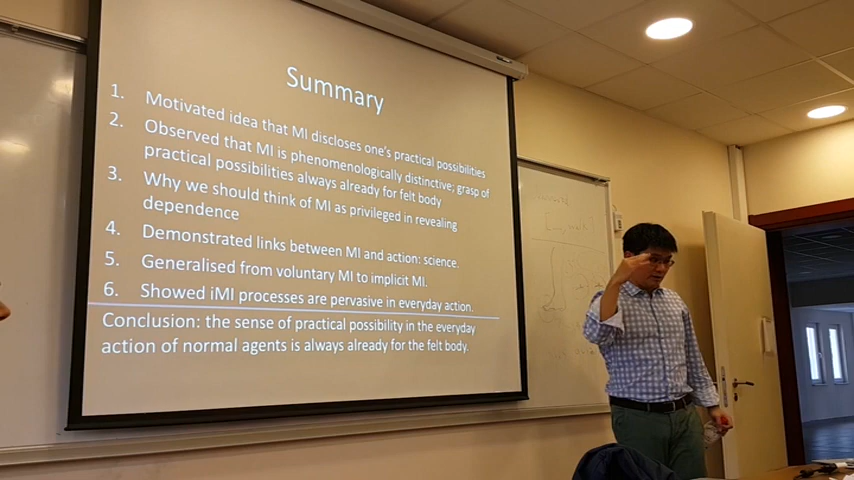 Summary
1. Motivated idea that MI discloses one's practical possibilities
2. Observed that MI is phenomenologically distinctive; grasp of
practical possibilities always already for felt body
3. Why we should think of MI as privileged in revealing
dependence
4. Demonstrated links between MI and action: science.
5. Generalised from voluntary MI to implicit MI.
6. Showed iMI processes are pervasive in everyday action.
Conclusion: the sense of practical possibility in the everyday
action of normal agents is always already for the felt body.